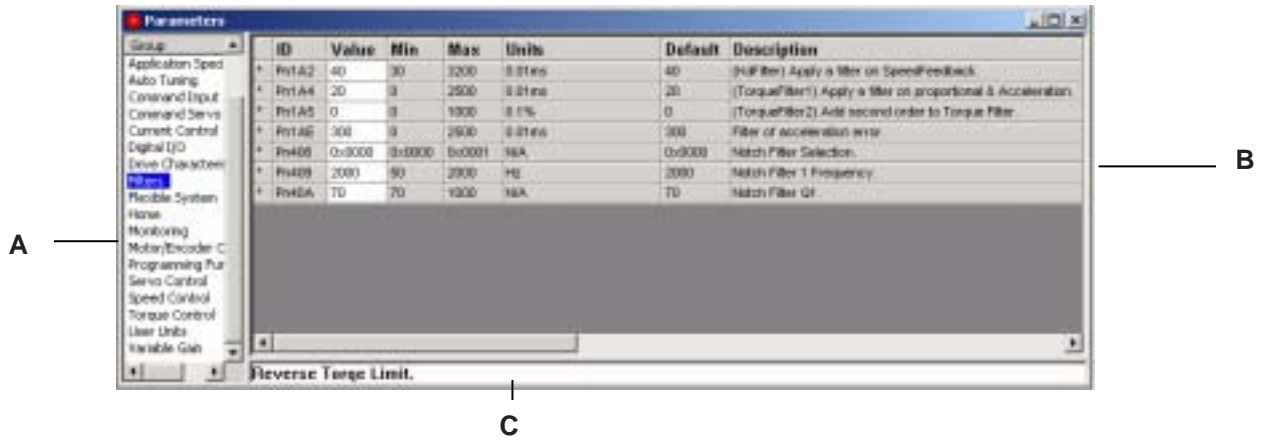 Parameters
Group
Application Speci
Auto Tuning
Command Input
Command Servo
Current Control
Digital I/O
Drive Characteri
Filters
Flexible System
Home
Monitoring
Motor/Encoder C
Programming Pur
Servo Control
Speed Control
Torque Control
User Units
Variable Gain
ID Value Min Max Units Default Description
* Pn1A2 40 30 3200 0.01ms 40 (HdFilter) Apply a filter on SpeedFeedback.
* Pn1A4 20 0 2500 0.01ms 20 (TorqueFilter1) Apply a filter on proportional & Acceleration.
* Pn1A5 0 0 1000 0.1% 0 (TorqueFilter2) Add second order to Torque Filter.
* Pn1AE 300 0 2500 0.01ms 300 Filter of acceleration error.
* Pn408 0x0000 0x0000 0x0001 N/A 0x0000 Notch Filter Selection.
* Pn409 2000 50 2000 Hz 2000 Notch Filter 1 Frequency.
* Pn40A 70 70 1000 N/A 70 Notch Filter Q1.
Reverse Torqe Limit.
A
B
C